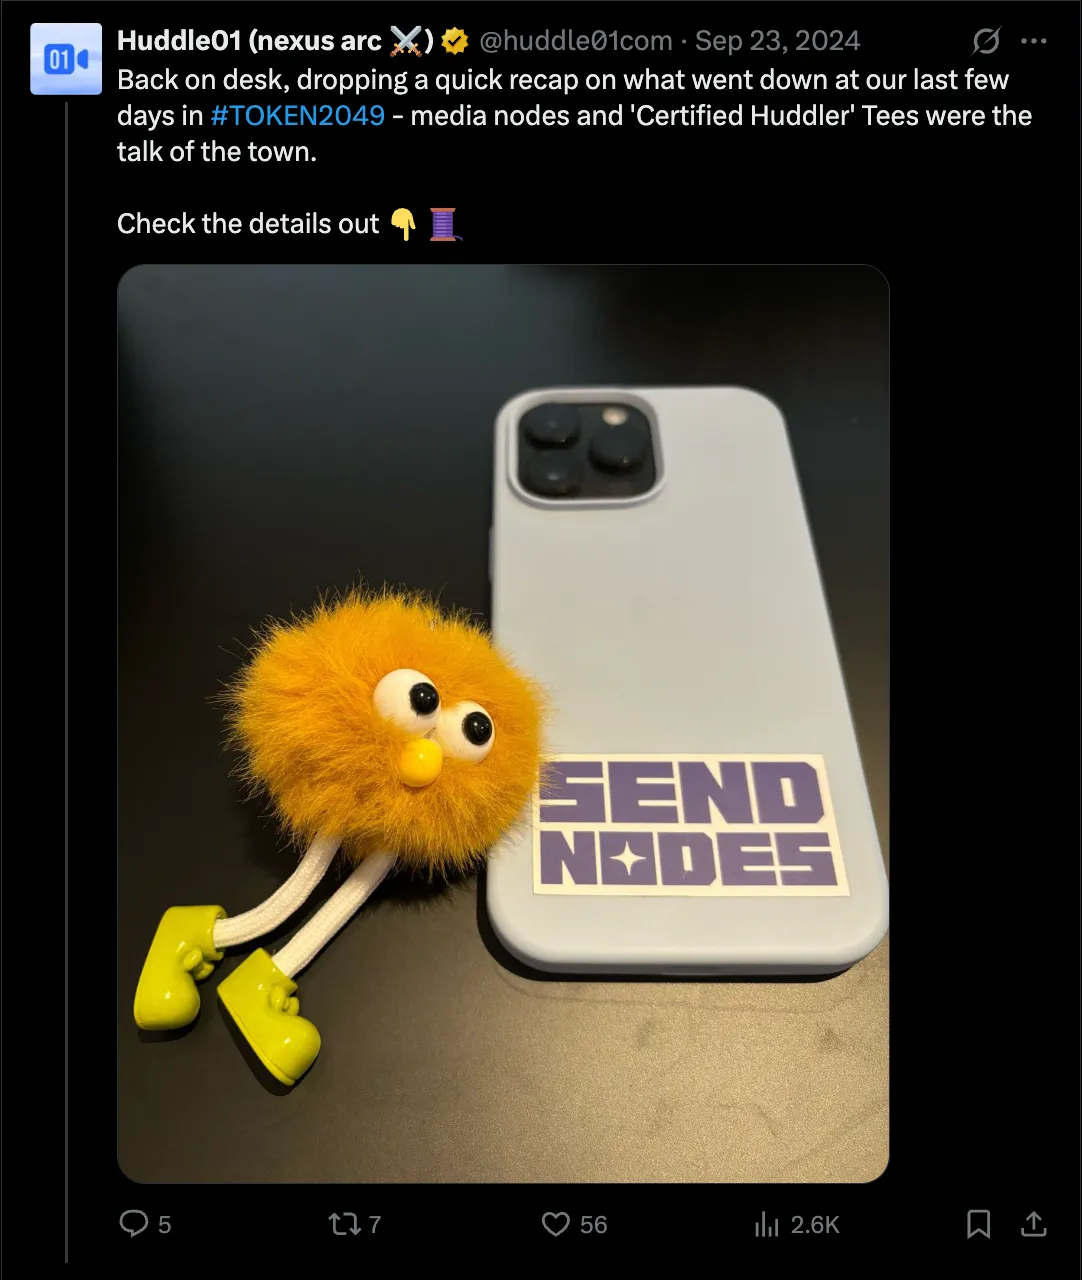 01
Huddle01 (nexus arc ⚔️) @huddle01com · Sep 23, 2024
Back on desk, dropping a quick recap on what went down at our last few
days in #TOKEN2049 - media nodes and 'Certified Huddler' Tees were the
talk of the town.
Check the details out 👇 🧵
SEND
NODES
5 7 56 2.6K